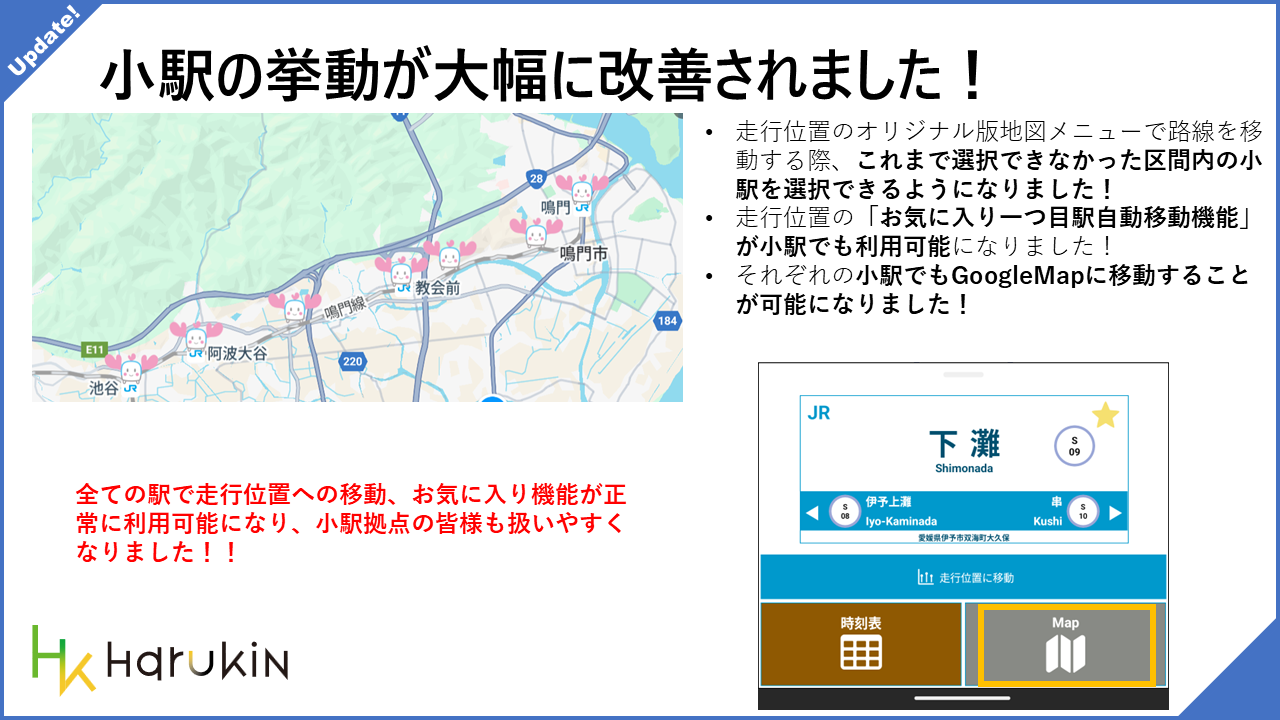 Update!
小駅の挙動が大幅に改善されました！
28
JR
鳴門
鳴門市
JR
教会前
鳴門線
184
E11
JR
阿波大谷
220
池谷
JR
• 走行位置のオリジナル版地図メニューで路線を移
動する際、これまで選択できなかった区間内の小
駅を選択できるようになりました！
• 走行位置の「お気に入り一つ目駅自動移動機能」
が小駅でも利用可能になりました！
• それぞれの小駅でもGoogleMapに移動すること
が可能になりました！
全ての駅で走行位置への移動、お気に入り機能が正
常に利用可能になり、小駅拠点の皆様も扱いやすく
なりました！！
JR
下灘
Shimonada
S
09
S
08
伊予上灘
Iyo-Kaminada
串
Kushi
S
10
愛媛県伊予市双海町大久保
走行位置に移動
時刻表
Map
HK Harukin